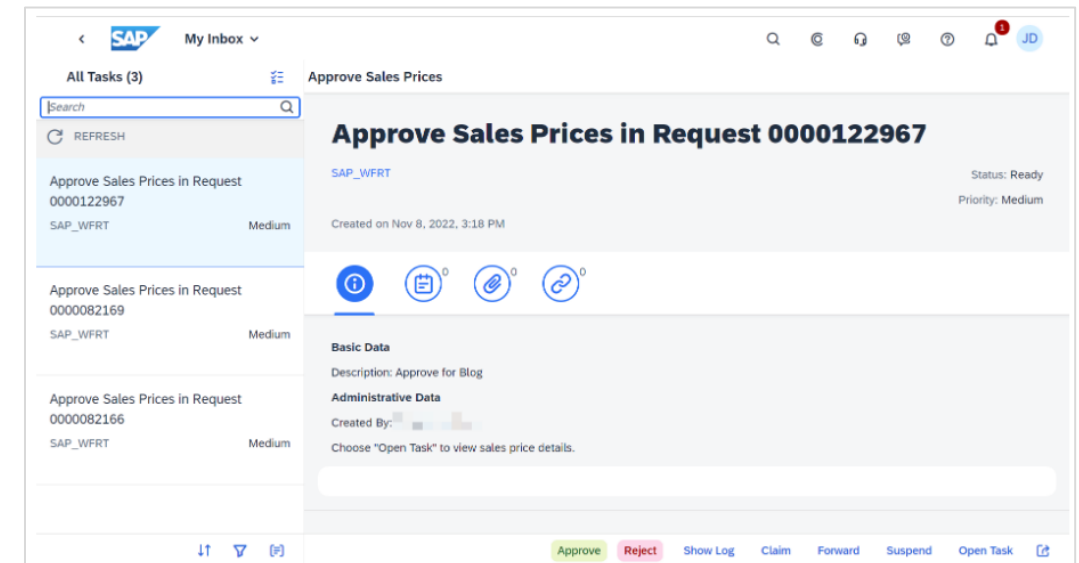 SAP
My Inbox
1
JD
All Tasks (3)
Search
REFRESH
Approve Sales Prices in Request
0000122967
SAP_WFRT Medium
Approve Sales Prices in Request
0000082169
SAP_WFRT Medium
Approve Sales Prices in Request
0000082166
SAP_WFRT Medium
Approve Sales Prices
Approve Sales Prices in Request 0000122967
SAP_WFRT
Status: Ready
Priority: Medium
Created on Nov 8, 2022, 3:18 PM
0 0 0
Basic Data
Description: Approve for Blog
Administrative Data
Created By:
Choose "Open Task" to view sales price details.
Approve Reject Show Log Claim Forward Suspend Open Task